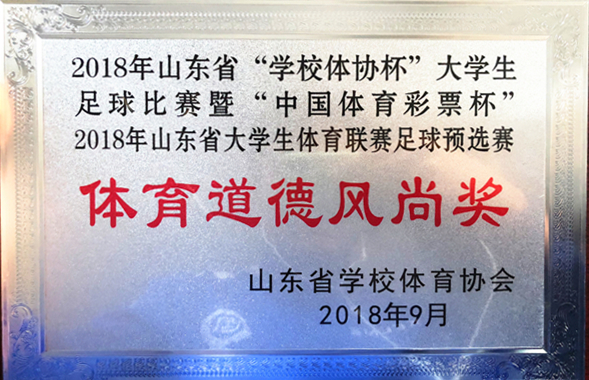 2018年山东省“学校体协杯”大学生
足球比赛暨“中国体育彩票杯”
2018年山东省大学生体育联赛足球预选赛
体育道德风尚奖
山东省学校体育协会
2018年9月